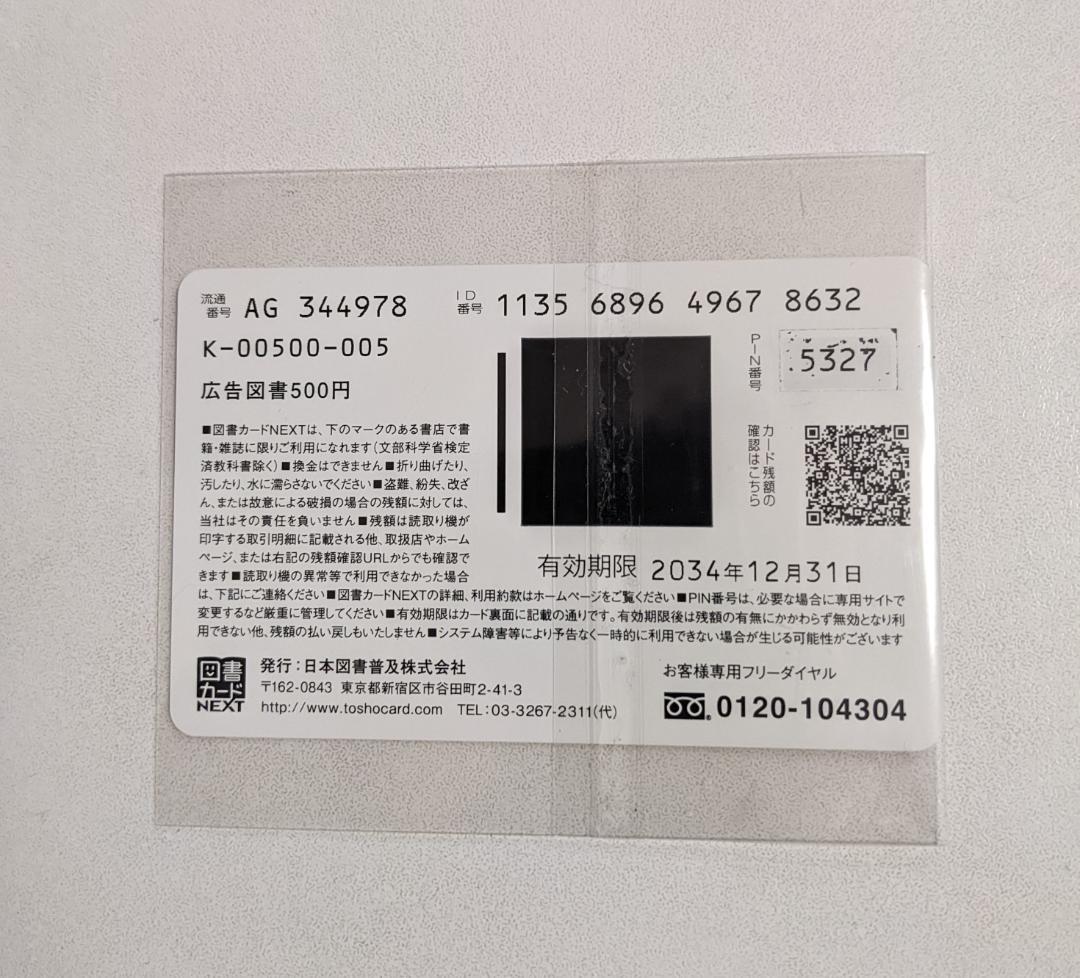 流通番号 AG 344978 ID番号 1135 6896 4967 8632
K-00500-005
PIN番号 5327
広告図書500円
■図書カードNEXTは、下のマークのある書店で書
籍・雑誌に限りご利用になれます(文部科学省検定
済教科書除く)■換金はできません■折り曲げたり、
汚したり、水に濡らさないでください■盗難、紛失、改ざ
ん、または故意による破損の場合の残額に対しては、
当社はその責任を負いません■残額は読取り機が
印字する取引明細に記載される他、取扱店やホーム
ページ、または右記の残額確認URLからでも確認で
きます■読取り機の異常等で利用できなかった場合
は、下記にご連絡ください■図書カードNEXTの詳細、利用約款はホームページをご覧ください■PIN番号は、必要な場合に専用サイトで
変更するなど厳重に管理してください■有効期限はカード裏面に記載の通りです。有効期限後は残額の有無にかかわらず無効となり利
用できない他、残額の払い戻しもいたしません■システム障害等により予告なく一時的に利用できない場合が生じる可能性がございます
カード残額の
確認はこちら
有効期限 2034年12月31日
図書
カード
NEXT
発行:日本図書普及株式会社
〒162-0843 東京都新宿区市谷田町2-41-3
http://www.toshocard.com TEL:03-3267-2311(代)
お客様専用フリーダイヤル
0120-104304